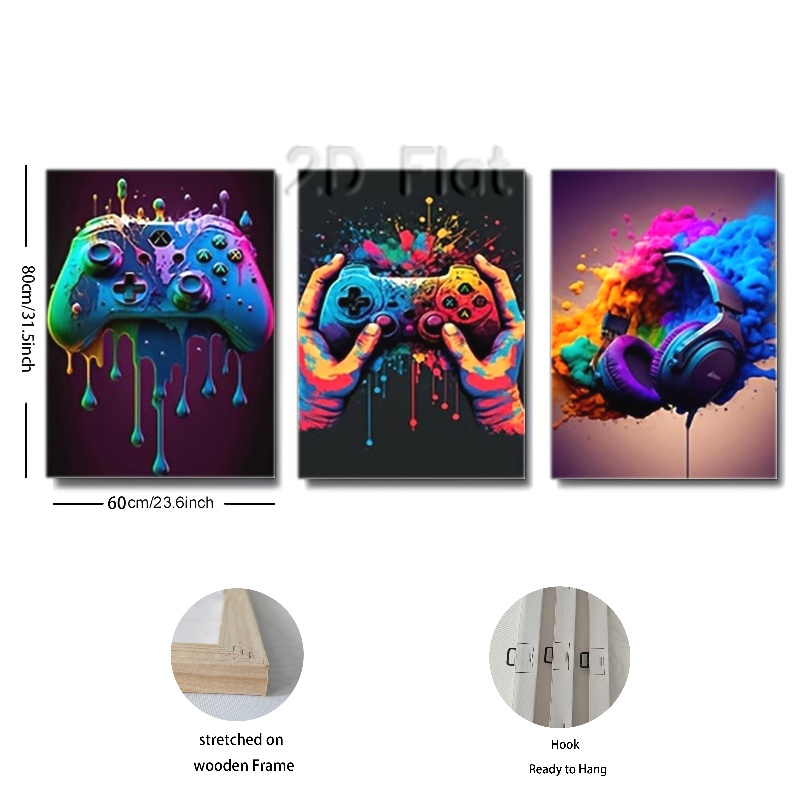 2D Flat
80cm/31.5inch
60cm/23.6inch
stretched on
wooden Frame
Hook
Ready to Hang